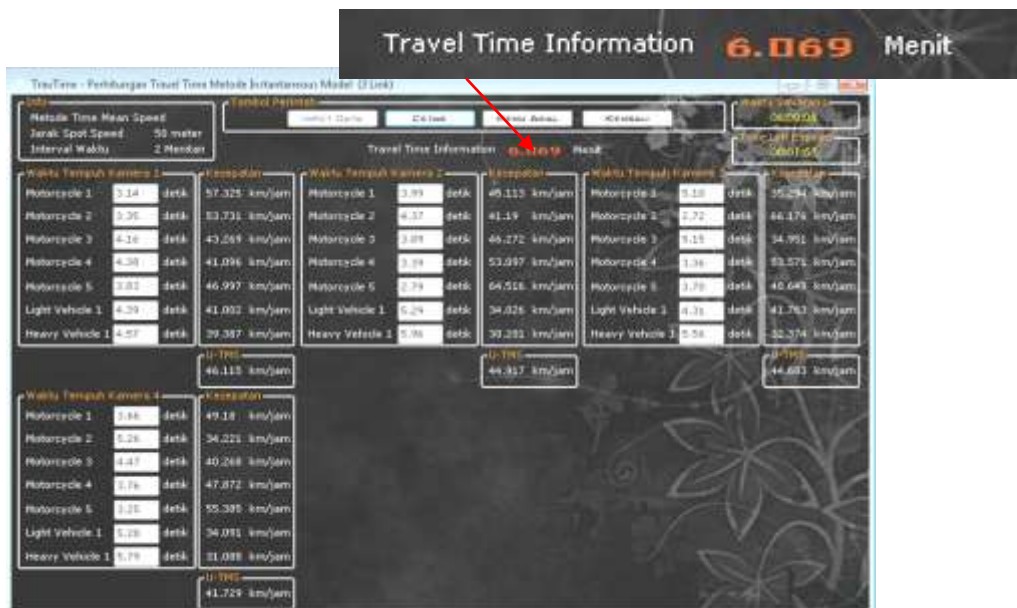 Travel Time Information 6.069 Menit
TravTime - Perhitungan Travel Time Metode Instantaneous Model (3 Link)
Info
Metode Time Mean Speed
Jarak Spot Speed 50 meter
Interval Waktu 2 Menitan
Tombol Perintah
Travel Time Information 6.069 Menit
Waktu Tempuh Kamera 1 Kecepatan
Motorcycle 1 3.14 detik 57.325 km/jam
Motorcycle 2 3.35 detik 53.731 km/jam
Motorcycle 3 4.16 detik 43.269 km/jam
Motorcycle 4 4.38 detik 41.096 km/jam
Motorcycle 5 3.83 detik 46.997 km/jam
Light Vehicle 1 4.39 detik 41.002 km/jam
Heavy Vehicle 1 4.57 detik 39.387 km/jam
U-TMS
46.115 km/jam
Waktu Tempuh Kamera 2 Kecepatan
Motorcycle 1 3.99 detik 45.113 km/jam
Motorcycle 2 4.37 detik 41.19 km/jam
Motorcycle 3 3.89 detik 46.272 km/jam
Motorcycle 4 3.39 detik 53.097 km/jam
Motorcycle 5 2.79 detik 64.516 km/jam
Light Vehicle 1 5.29 detik 34.026 km/jam
Heavy Vehicle 1 5.96 detik 30.201 km/jam
U-TMS
44.917 km/jam
Waktu Tempuh Kamera 3 Kecepatan
Motorcycle 1 5.10 detik 35.294 km/jam
Motorcycle 2 2.72 detik 66.176 km/jam
Motorcycle 3 5.15 detik 34.951 km/jam
Motorcycle 4 3.36 detik 53.571 km/jam
Motorcycle 5 detik km/jam
Light Vehicle 1 4.31 detik 41.763 km/jam
Heavy Vehicle 1 5.56 detik 32.374 km/jam
U-TMS
km/jam
Waktu Tempuh Kamera 4 Kecepatan
Motorcycle 1 3.66 detik 49.18 km/jam
Motorcycle 2 5.26 detik 34.221 km/jam
Motorcycle 3 4.47 detik 40.268 km/jam
Motorcycle 4 3.76 detik 47.872 km/jam
Motorcycle 5 3.25 detik 55.385 km/jam
Light Vehicle 1 5.28 detik 34.091 km/jam
Heavy Vehicle 1 5.79 detik 31.088 km/jam
U-TMS
41.729 km/jam